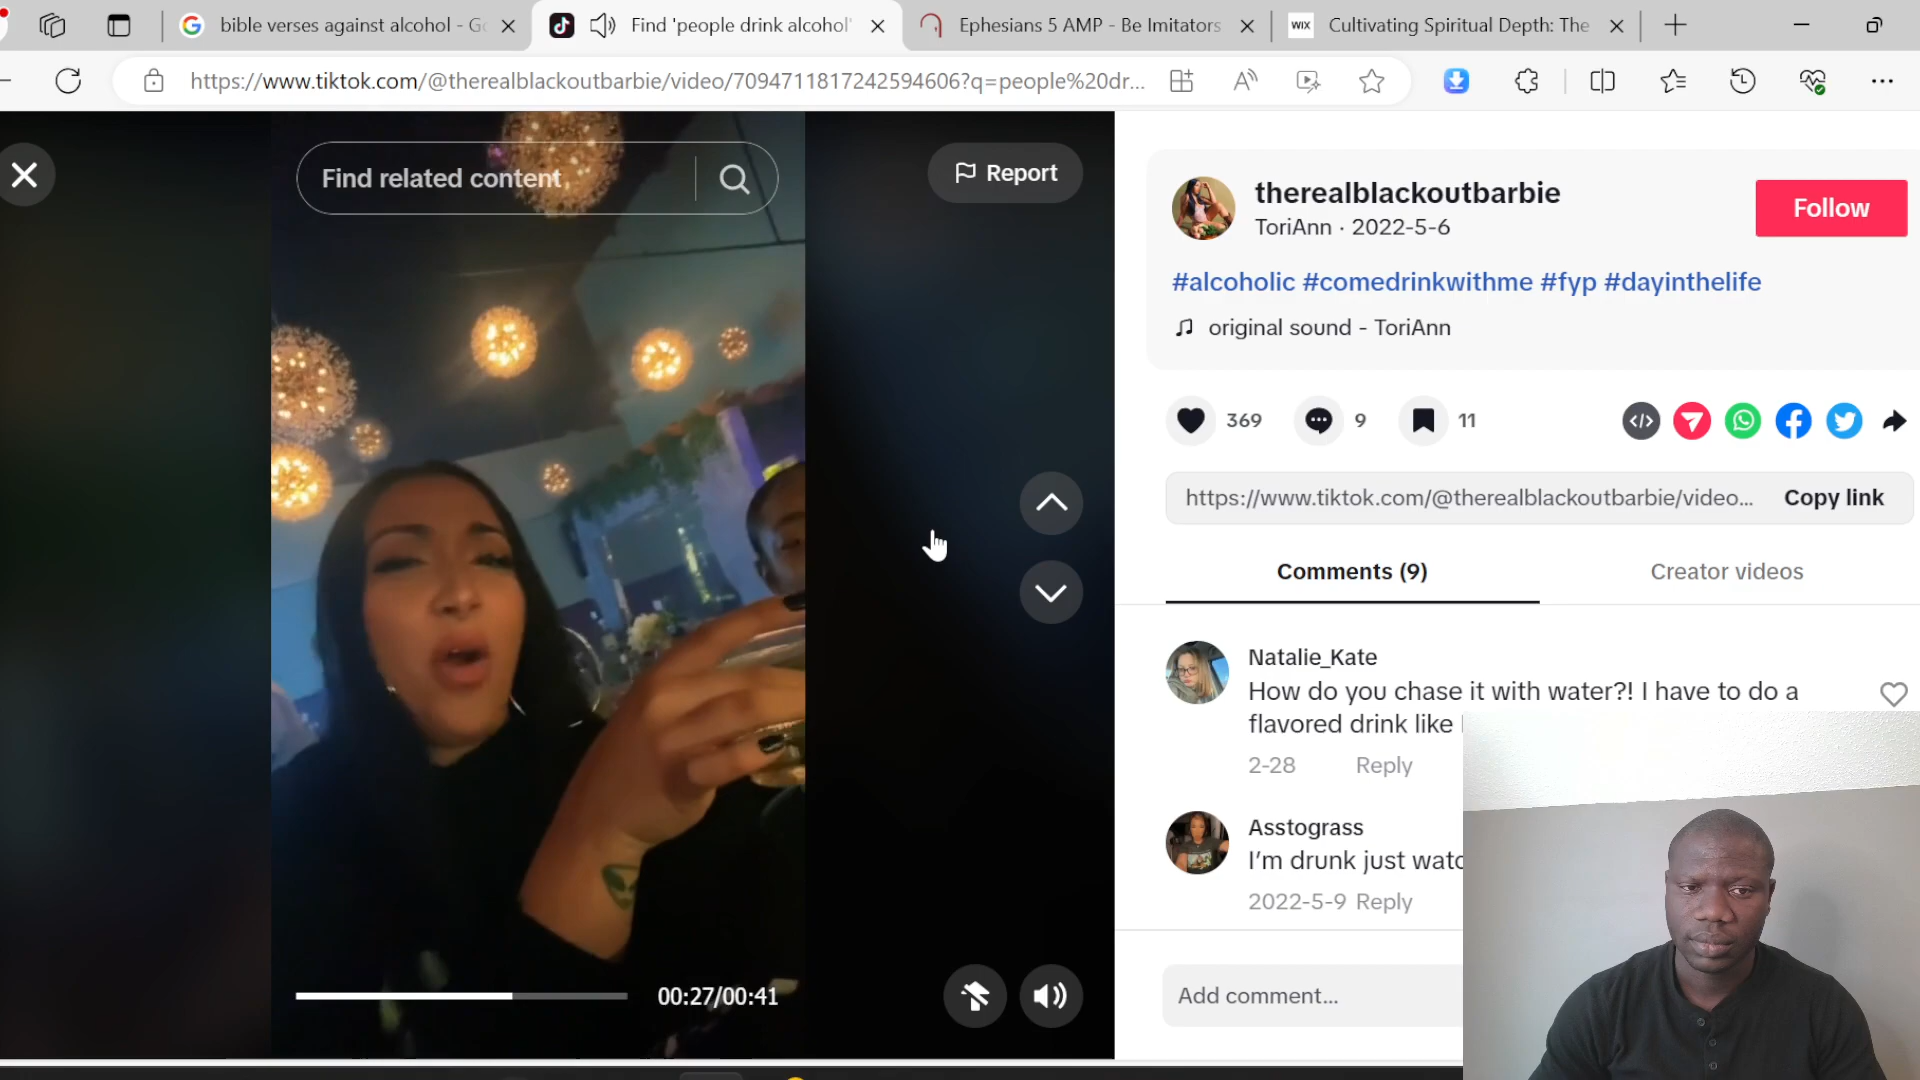 bible verses against alcohol - Go
Find 'people drink alcohol'
Ephesians 5 AMP - Be Imitators
WIX
Cultivating Spiritual Depth: The
https://www.tiktok.com/@therealblackoutbarbie/video/7094711817242594606?q=people%20dr...
Find related content
Report
therealblackoutbarbie
ToriAnn · 2022-5-6
Follow
#alcoholic #comedrinkwithme #fyp #dayinthelife
original sound - ToriAnn
369
9
11
https://www.tiktok.com/@therealblackoutbarbie/video...
Copy link
Comments (9)
Creator videos
Natalie_Kate
How do you chase it with water?! I have to do a
flavored drink like
2-28
Reply
Asstograss
I'm drunk just watc
2022-5-9 Reply
00:27/00:41
Add comment...